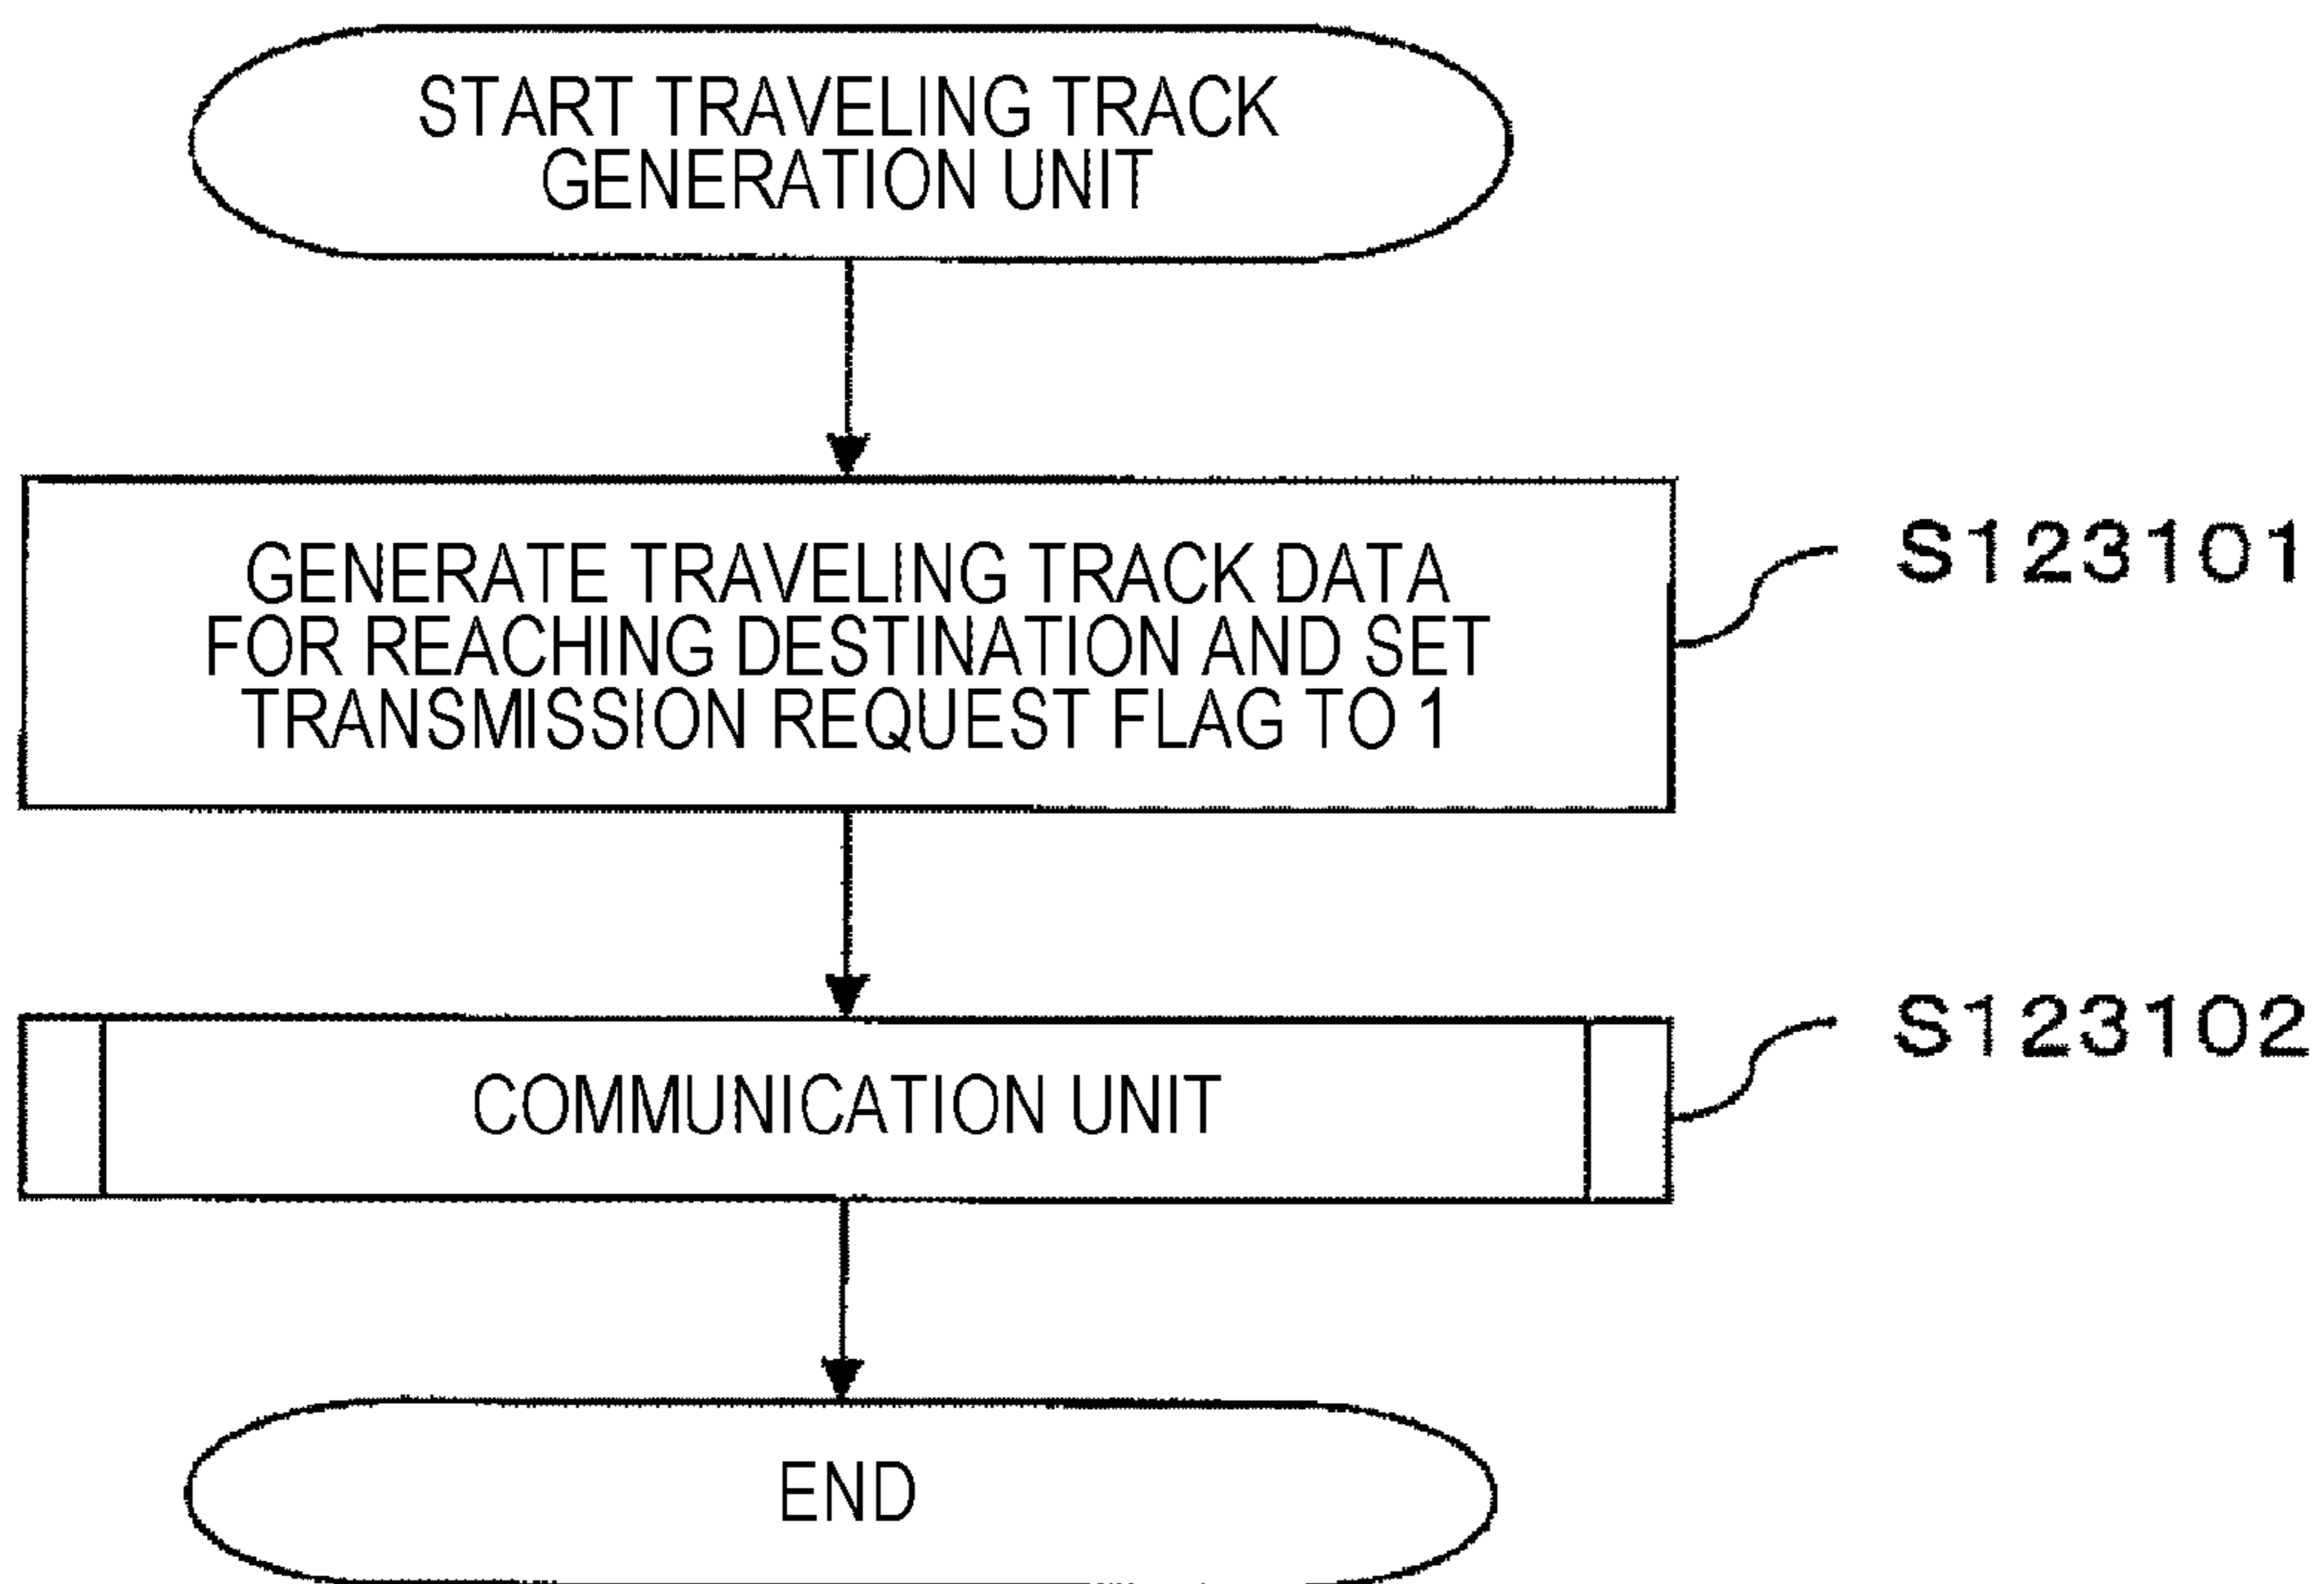 START TRAVELING TRACK
GENERATION UNIT
GENERATE TRAVELING TRACK DATA
FOR REACHING DESTINATION AND SET
TRANSMISSION REQUEST FLAG TO 1
S123101
COMMUNICATION UNIT
S123102
END